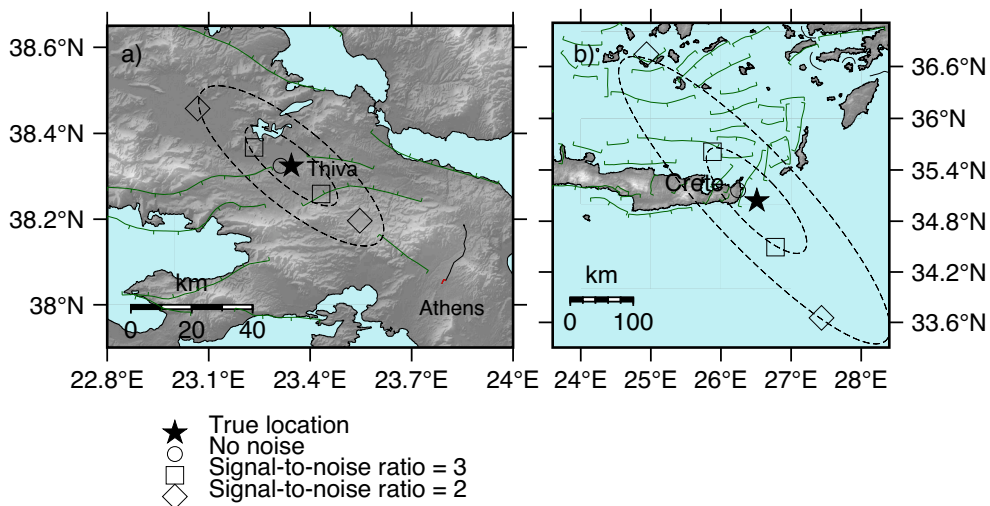 a)
b)
38.6°N
38.4°N
38.2°N
38°N
Thiva
Athens
km
0 20 40
22.8°E 23.1°E 23.4°E 23.7°E 24°E
Crete
km
0 100
36.6°N
36°N
35.4°N
34.8°N
34.2°N
33.6°N
24°E 25°E 26°E 27°E 28°E
True location
No noise
Signal-to-noise ratio = 3
Signal-to-noise ratio = 2